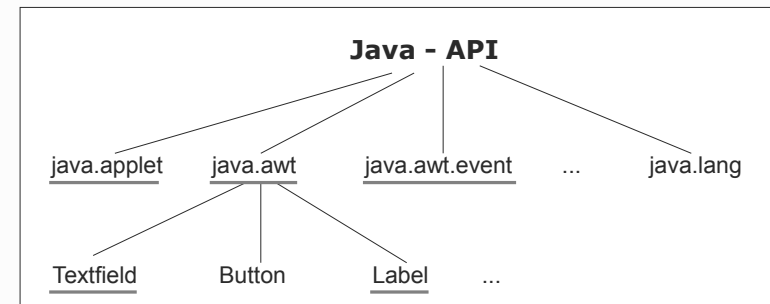 Java - API
java.applet java.awt java.awt.event ... java.lang
Textfield Button Label ...